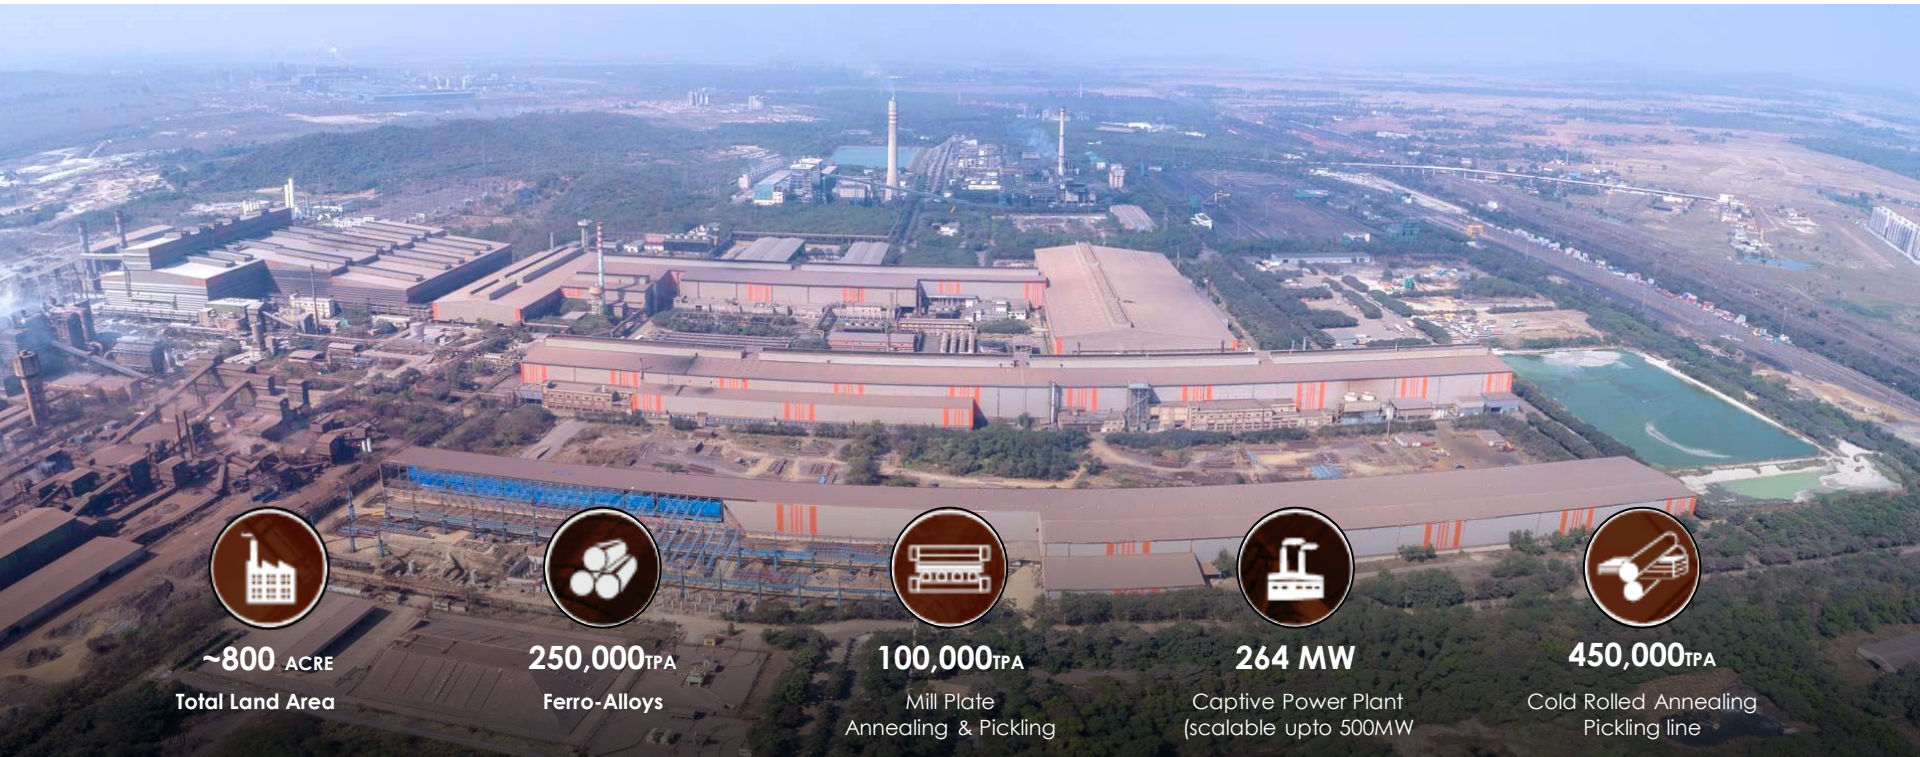 ~800 ACRE
Total Land Area
250,000TPA
Ferro-Alloys
100,000TPA
Mill Plate
Annealing & Pickling
264 MW
Captive Power Plant
(scalable upto 500MW
450,000TPA
Cold Rolled Annealing
Pickling line